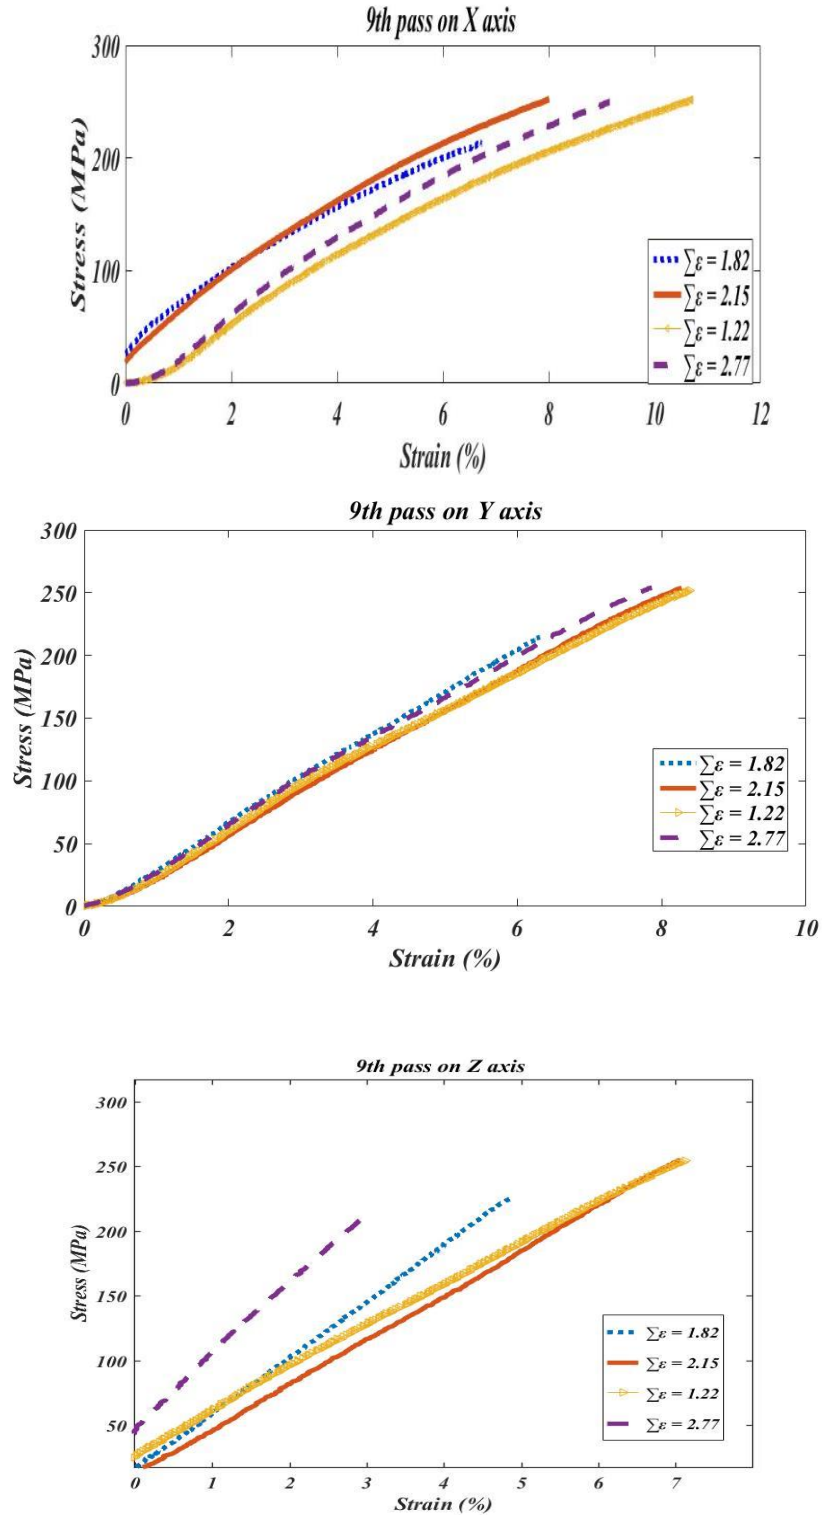 9th pass on X axis
300
200
100
0
Stress (MPa)
∑ε = 1.82
∑ε = 2.15
∑ε = 1.22
∑ε = 2.77
0 2 4 6 8 10 12
Strain (%)
9th pass on Y axis
300
250
200
150
100
50
0
Stress (MPa)
∑ε = 1.82
∑ε = 2.15
∑ε = 1.22
∑ε = 2.77
0 2 4 6 8 10
Strain (%)
9th pass on Z axis
300
250
200
150
100
50
Stress (MPa)
∑ε = 1.82
∑ε = 2.15
∑ε = 1.22
∑ε = 2.77
0 1 2 3 4 5 6 7
Strain (%)